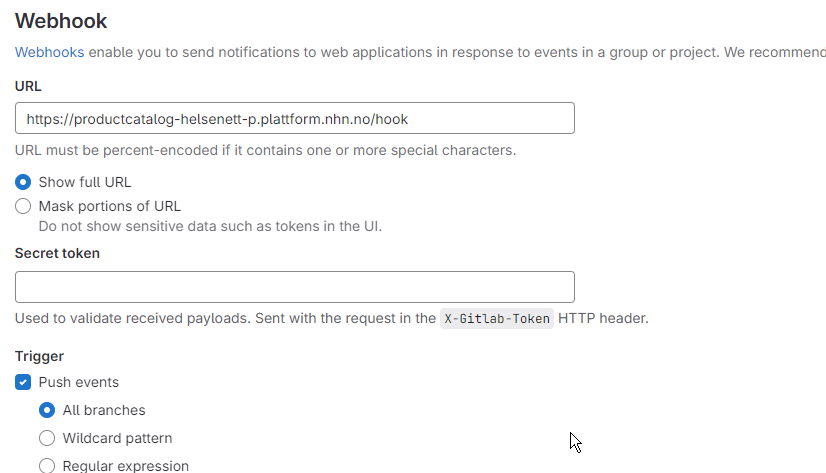 Webhook
Webhooks enable you to send notifications to web applications in response to events in a group or project. We recommend
URL
https://productcatalog-helsenett-p.plattform.nhn.no/hook
URL must be percent-encoded if it contains one or more special characters.
Show full URL
Mask portions of URL
Do not show sensitive data such as tokens in the UI.
Secret token
Used to validate received payloads. Sent with the request in the X-Gitlab-Token HTTP header.
Trigger
Push events
All branches
Wildcard pattern
Regular expression